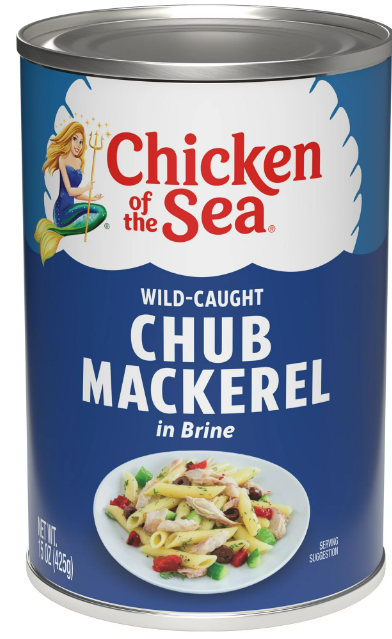 Chicken
of the Sea®
®
WILD-CAUGHT
CHUB
MACKEREL
in Brine
NET WT.
15 OZ (425g)
SERVING
SUGGESTION